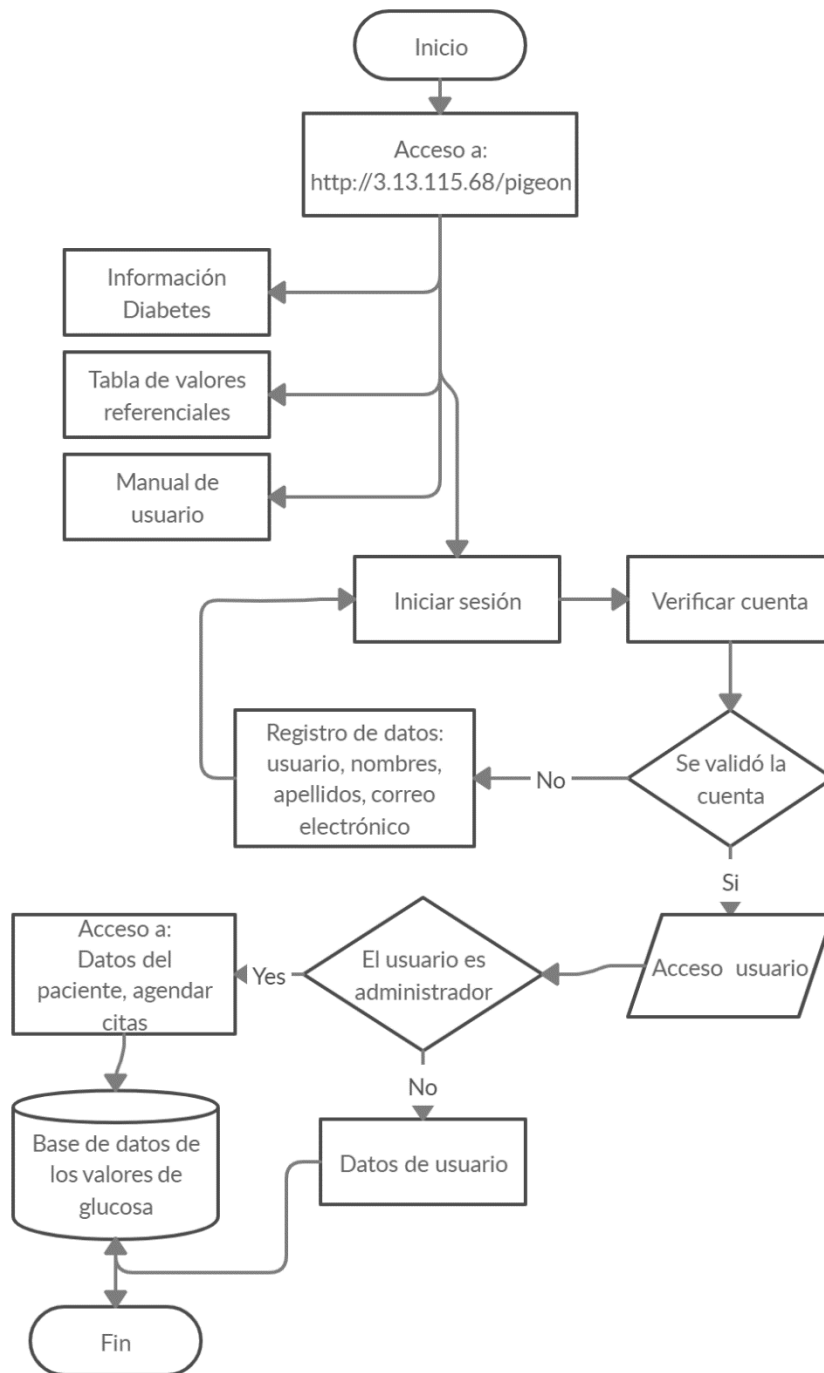 Inicio
Acceso a:
http://3.13.115.68/pigeon
Información
Diabetes
Tabla de valores
referenciales
Manual de
usuario
Iniciar sesión
Verificar cuenta
Registro de datos:
usuario, nombres,
apellidos, correo
electrónico
No
Se validó la
cuenta
Si
Acceso usuario
El usuario es
administrador
Yes
Acceso a:
Datos del
paciente, agendar
citas
No
Datos de usuario
Base de datos de
los valores de
glucosa
Fin